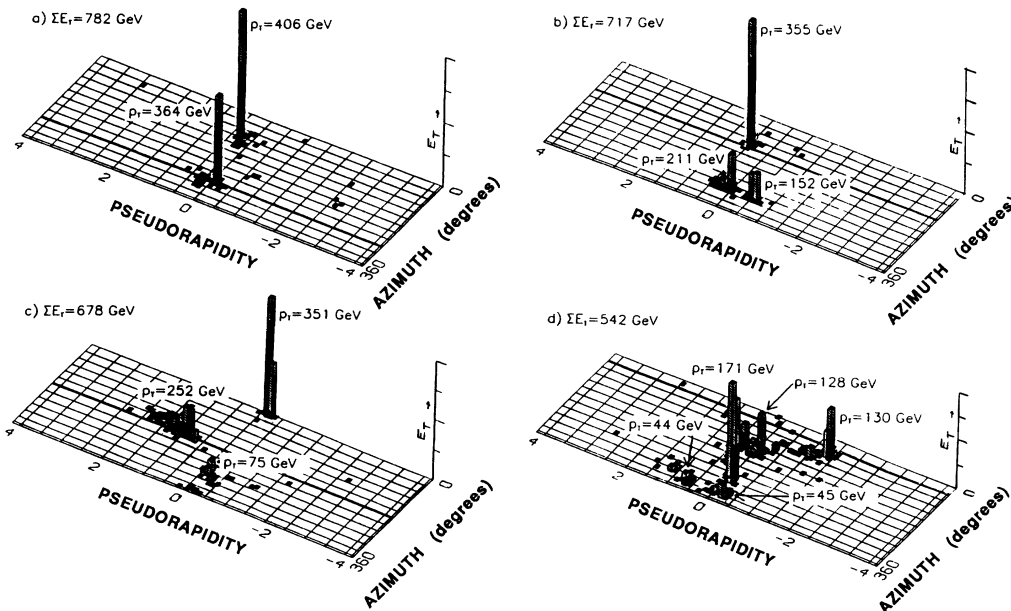 a) ΣE_T=782 GeV
p_T=406 GeV
p_T=364 GeV
E_T →
4
2
0
-2
-4
360
0
PSEUDORAPIDITY
AZIMUTH (degrees)
b) ΣE_T=717 GeV
p_T=355 GeV
p_T=211 GeV
p_T=152 GeV
E_T →
4
2
0
-2
-4
360
0
PSEUDORAPIDITY
AZIMUTH (degrees)
c) ΣE_T=678 GeV
p_T=351 GeV
p_T=252 GeV
p_T=75 GeV
E_T →
4
2
0
-2
-4
360
0
PSEUDORAPIDITY
AZIMUTH (degrees)
d) ΣE_T=542 GeV
p_T=171 GeV
p_T=128 GeV
p_T=44 GeV
p_T=130 GeV
p_T=45 GeV
E_T →
4
2
0
-2
-4
360
0
PSEUDORAPIDITY
AZIMUTH (degrees)